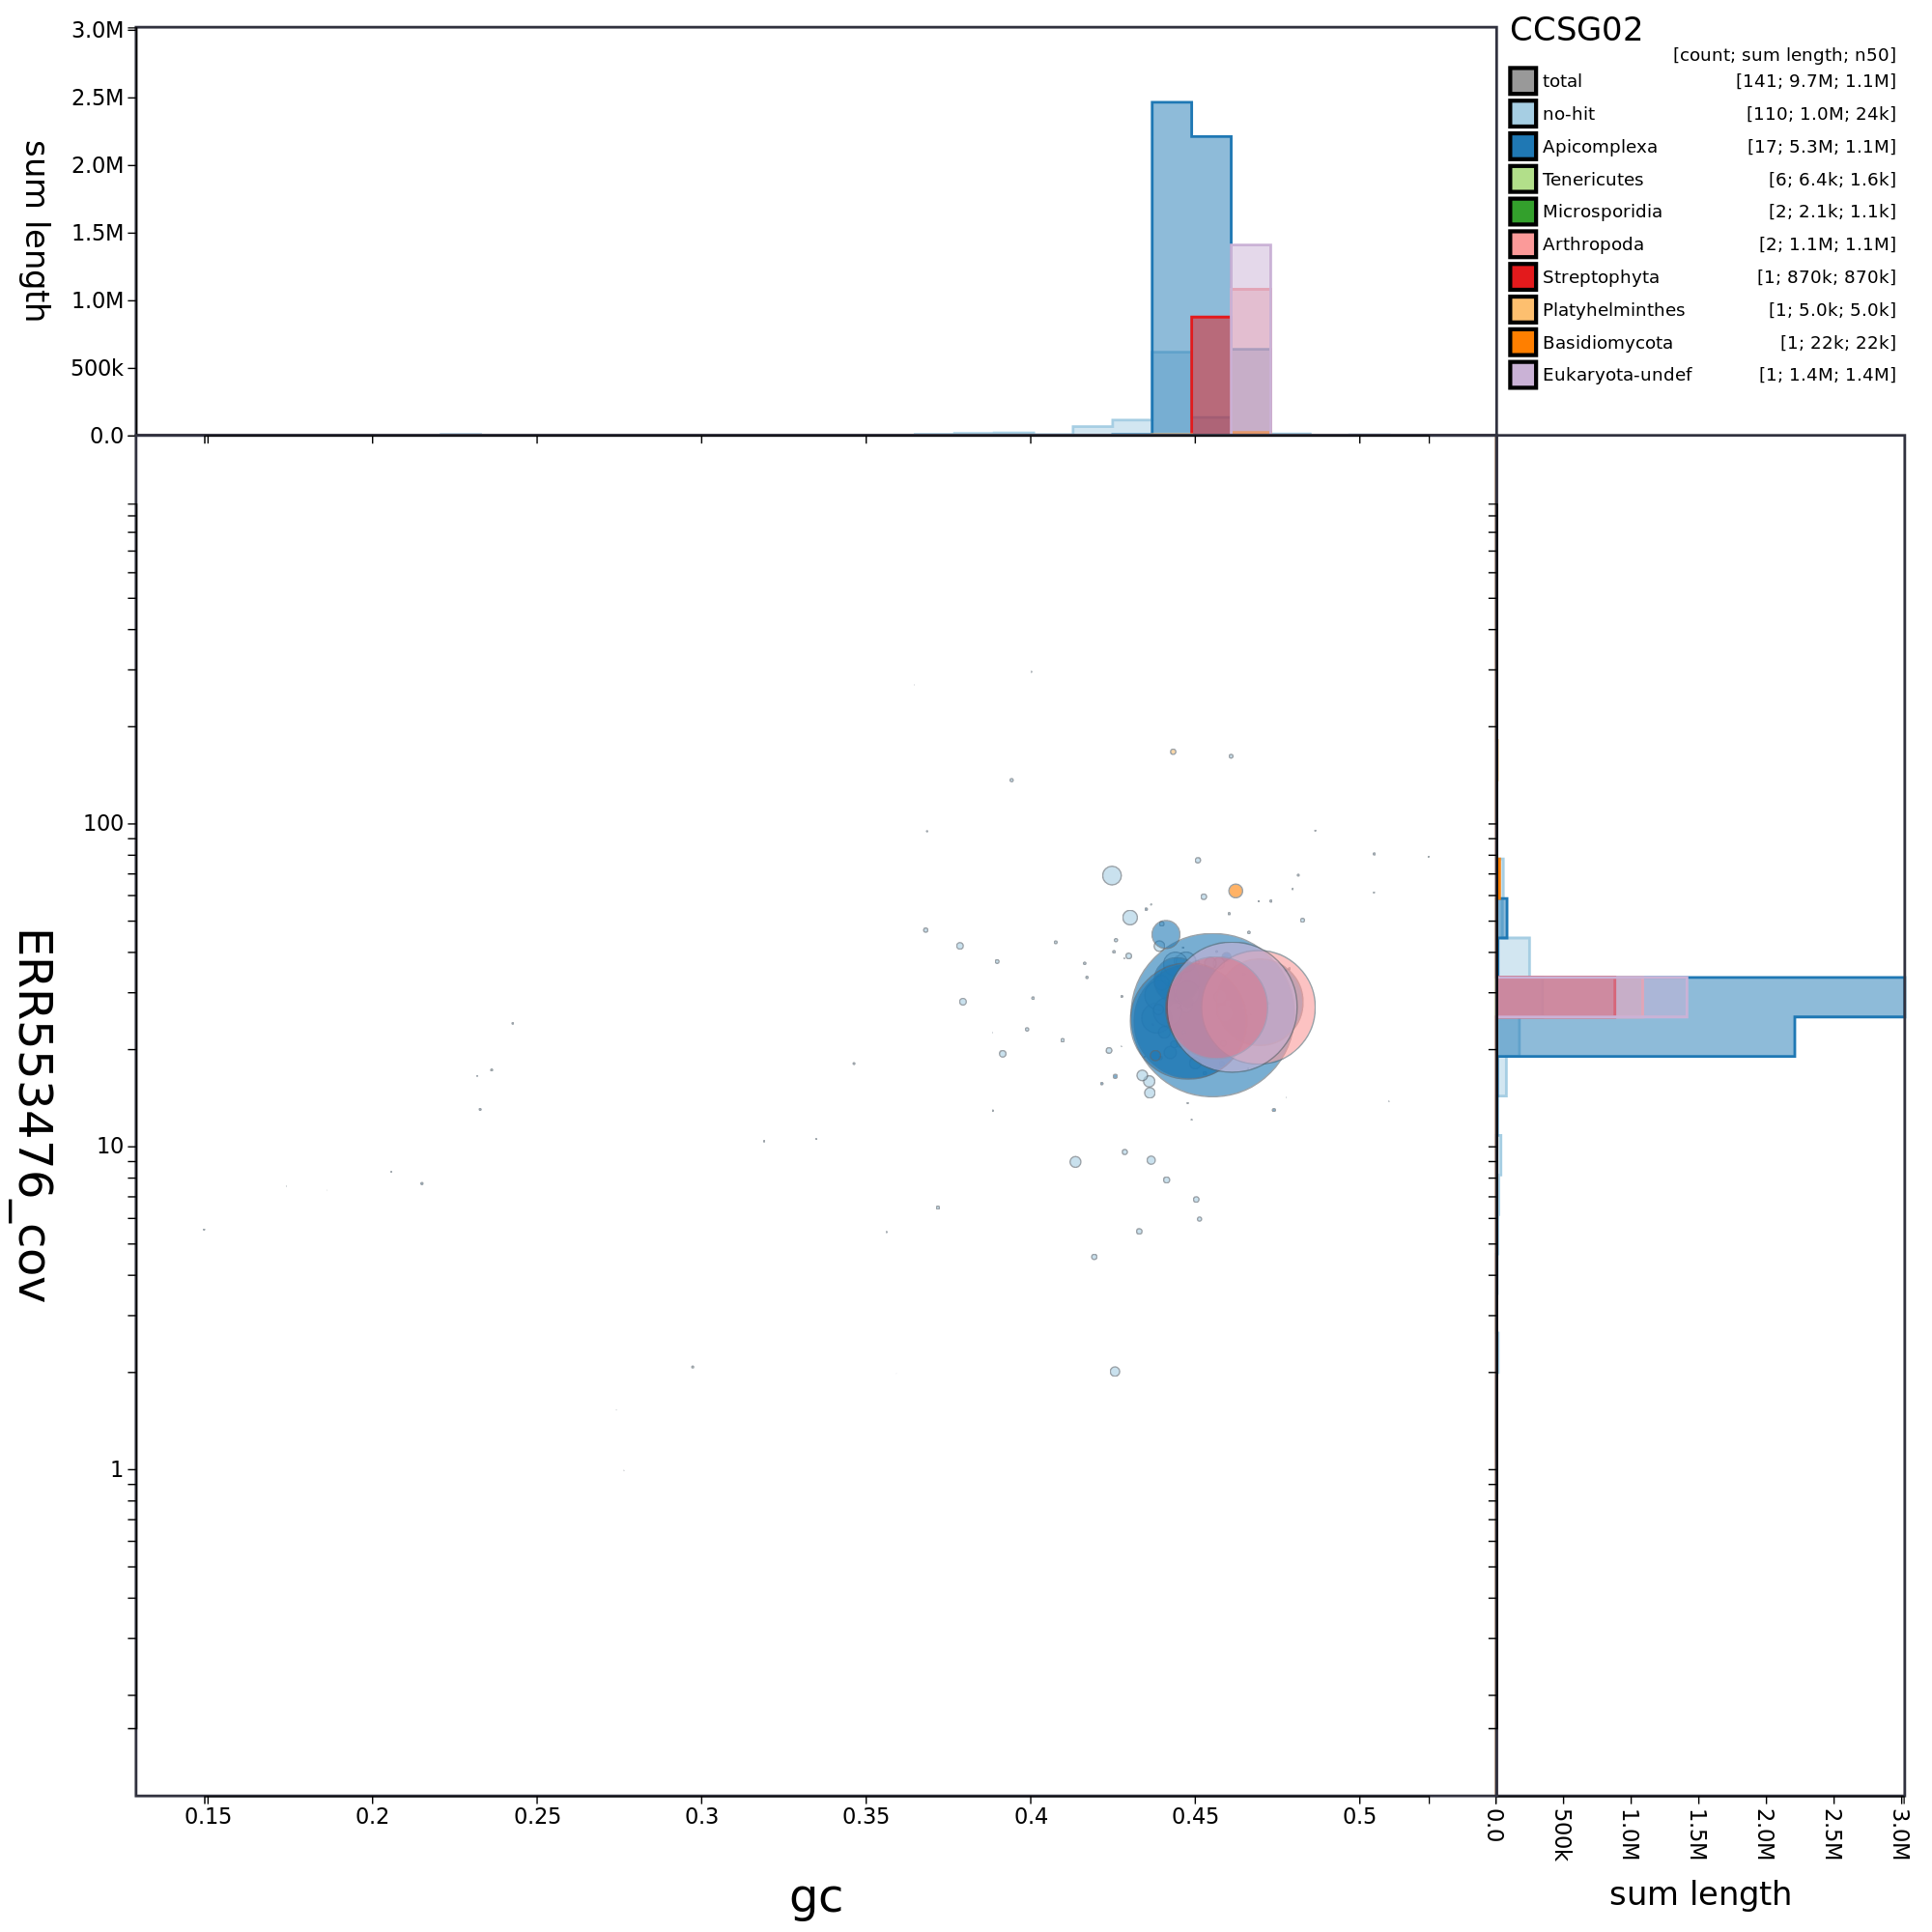 CCSG02
[count; sum length; n50]
total [141; 9.7M; 1.1M]
no-hit [110; 1.0M; 24k]
Apicomplexa [17; 5.3M; 1.1M]
Tenericutes [6; 6.4k; 1.6k]
Microsporidia [2; 2.1k; 1.1k]
Arthropoda [2; 1.1M; 1.1M]
Streptophyta [1; 870k; 870k]
Platyhelminthes [1; 5.0k; 5.0k]
Basidiomycota [1; 22k; 22k]
Eukaryota-undef [1; 1.4M; 1.4M]
sum length
3.0M
2.5M
2.0M
1.5M
1.0M
500k
0.0
ERR553476_cov
100
10
1
0.15 0.2 0.25 0.3 0.35 0.4 0.45 0.5
gc
0.0 500k 1.0M 1.5M 2.0M 2.5M 3.0M
sum length